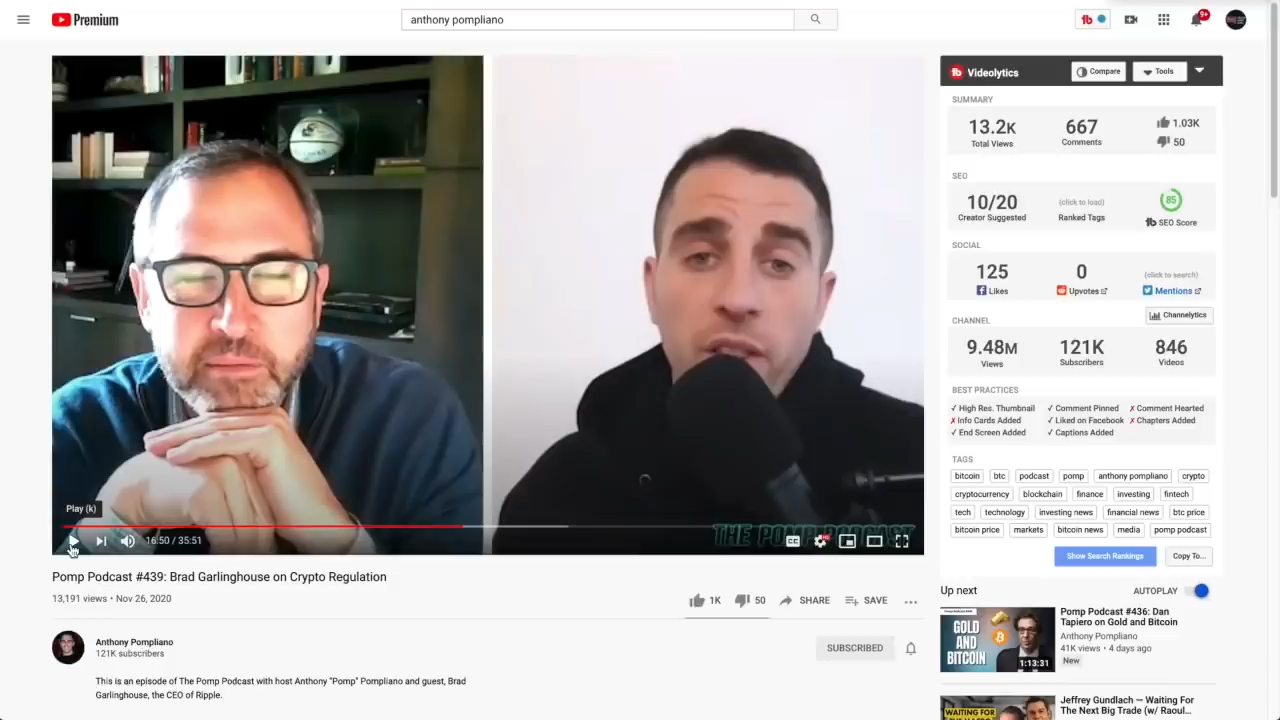 Premium
anthony pompliano
tb
9+
Play (k)
THE POMP PODCAST
16:50 / 35:51
Pomp Podcast #439: Brad Garlinghouse on Crypto Regulation
13,191 views • Nov 26, 2020
1K
50
SHARE
SAVE
Anthony Pompliano
121K subscribers
SUBSCRIBED
This is an episode of The Pomp Podcast with host Anthony "Pomp" Pompliano and guest, Brad
Garlinghouse, the CEO of Ripple.
tb Videolytics Compare Tools
SUMMARY
13.2K 667 1.03K
Total Views Comments 50
SEO
10/20 (click to load) 85
Creator Suggested Ranked Tags tb SEO Score
SOCIAL
125 0 (click to search)
Likes Upvotes Mentions
CHANNEL Channelytics
9.48M 121K 846
Views Subscribers Videos
BEST PRACTICES
✓ High Res. Thumbnail ✓ Comment Pinned ✗ Comment Hearted
✗ Info Cards Added ✓ Liked on Facebook ✗ Chapters Added
✓ End Screen Added ✓ Captions Added
TAGS
bitcoin btc podcast pomp anthony pompliano crypto
cryptocurrency blockchain finance investing fintech
tech technology investing news financial news btc price
bitcoin price markets bitcoin news media pomp podcast
Show Search Rankings Copy To...
Up next AUTOPLAY
GOLD
AND
BITCOIN
1:13:31
Pomp Podcast #436: Dan
Tapiero on Gold and Bitcoin
Anthony Pompliano
41K views • 4 days ago
New
WAITING FOR
Jeffrey Gundlach — Waiting For
The Next Big Trade (w/ Raoul...